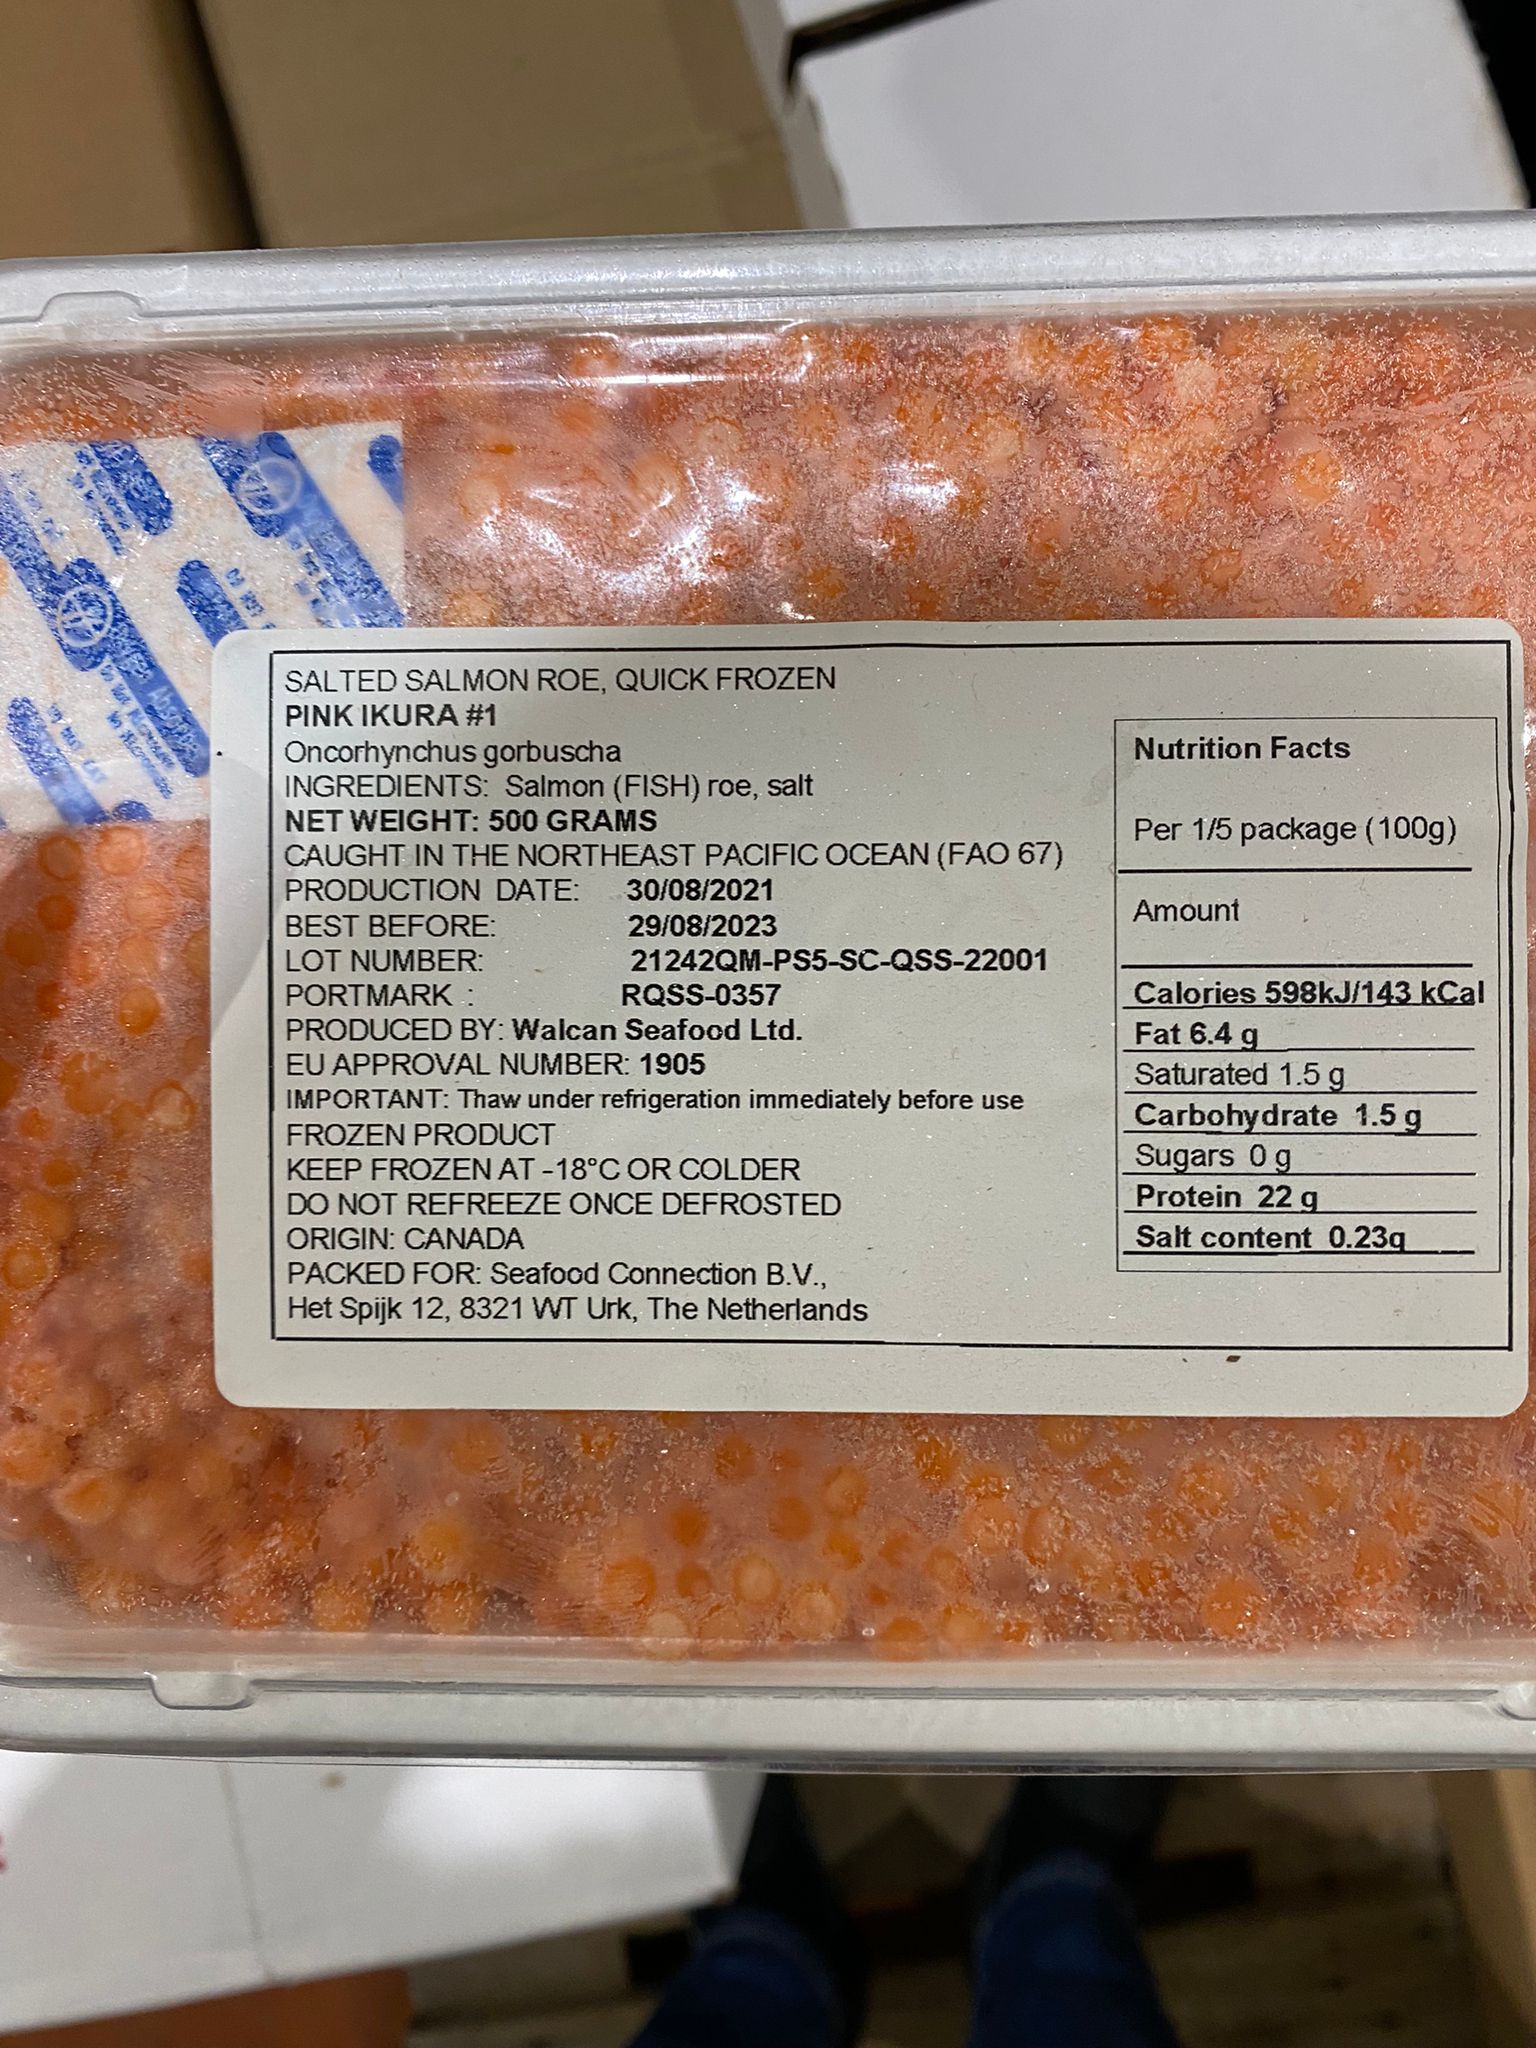 SALTED SALMON ROE, QUICK FROZEN
PINK IKURA #1
Oncorhynchus gorbuscha
INGREDIENTS: Salmon (FISH) roe, salt
NET WEIGHT: 500 GRAMS
CAUGHT IN THE NORTHEAST PACIFIC OCEAN (FAO 67)
PRODUCTION DATE: 30/08/2021
BEST BEFORE: 29/08/2023
LOT NUMBER: 21242QM-PS5-SC-QSS-22001
PORTMARK : RQSS-0357
PRODUCED BY: Walcan Seafood Ltd.
EU APPROVAL NUMBER: 1905
IMPORTANT: Thaw under refrigeration immediately before use
FROZEN PRODUCT
KEEP FROZEN AT -18°C OR COLDER
DO NOT REFREEZE ONCE DEFROSTED
ORIGIN: CANADA
PACKED FOR: Seafood Connection B.V.,
Het Spijk 12, 8321 WT Urk, The Netherlands
Nutrition Facts
Per 1/5 package (100g)
Amount
Calories 598kJ/143 kCal
Fat 6.4 g
Saturated 1.5 g
Carbohydrate 1.5 g
Sugars 0 g
Protein 22 g
Salt content 0.23g